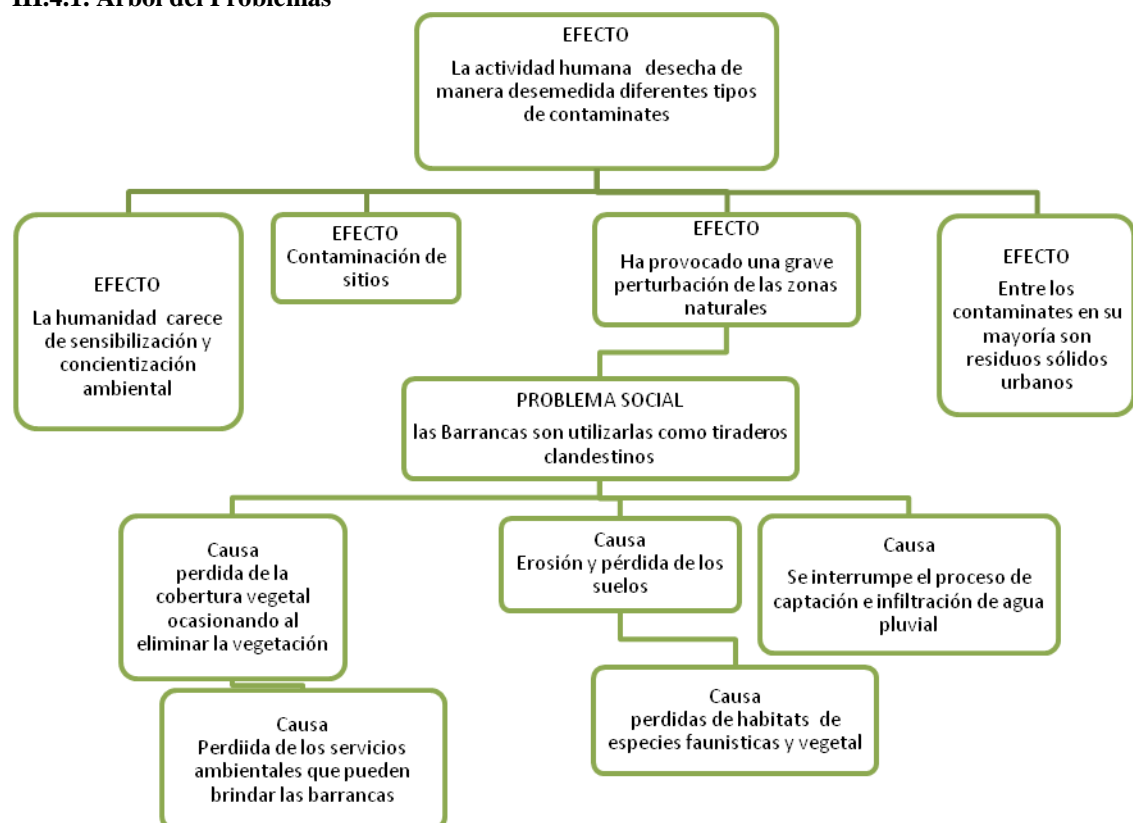 III.4.1. Árbol del Problemas
EFECTO
La actividad humana desecha de
manera desemedida diferentes tipos
de contaminates
EFECTO
La humanidad carece
de sensibilización y
concientización
ambiental
EFECTO
Contaminación de
sitios
EFECTO
Ha provocado una grave
perturbación de las zonas
naturales
EFECTO
Entre los
contaminates en su
mayoría son
residuos sólidos
urbanos
PROBLEMA SOCIAL
las Barrancas son utilizarlas como tiraderos
clandestinos
Causa
perdida de la
cobertura vegetal
ocasionando al
eliminar la vegetación
Causa
Erosión y pérdida de los
suelos
Causa
Se interrumpe el proceso de
captación e infiltración de agua
pluvial
Causa
Perdiida de los servicios
ambientales que pueden
brindar las barrancas
Causa
perdidas de habitats de
especies faunisticas y vegetal